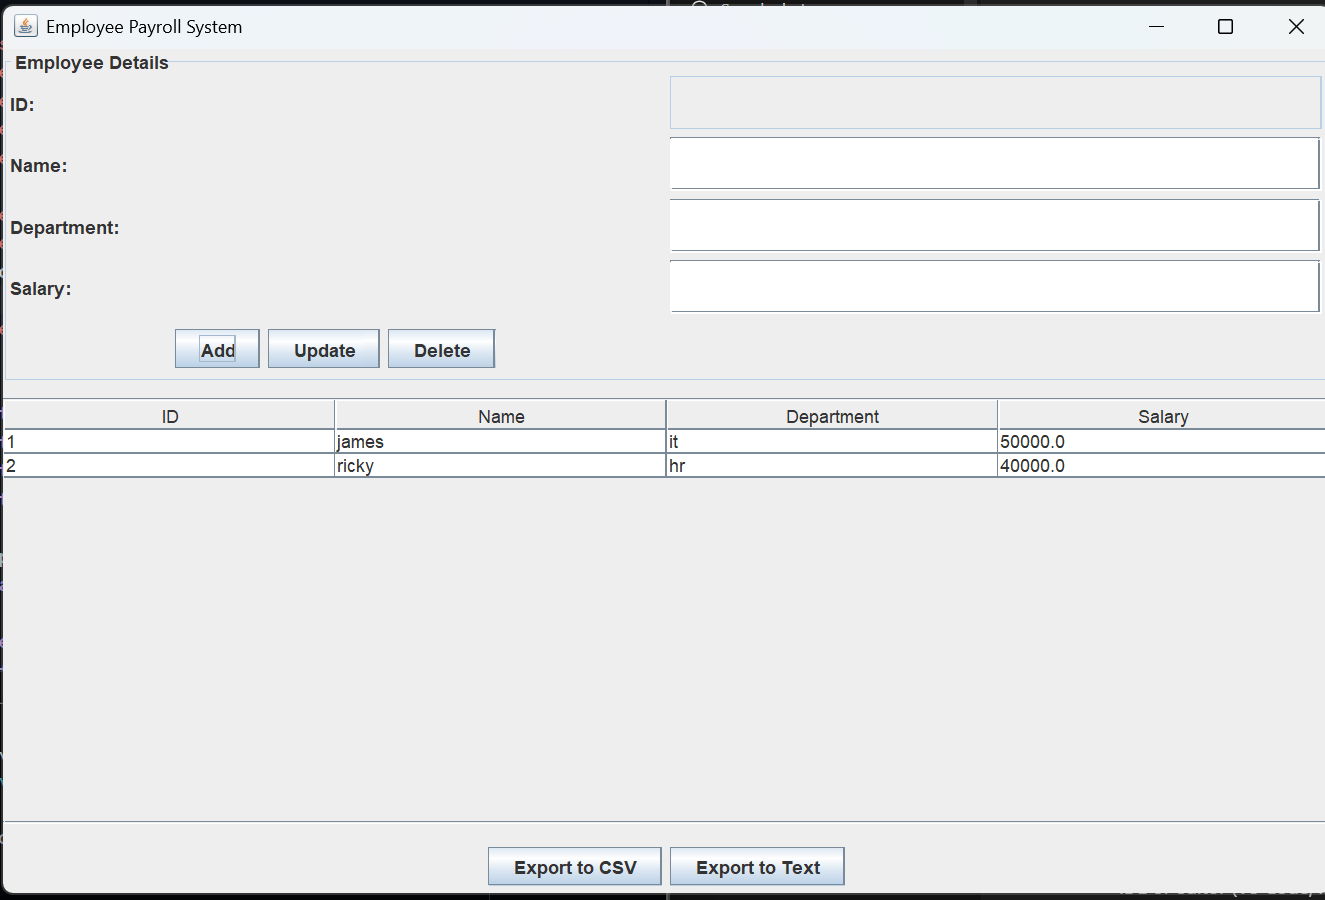 Employee Payroll System
Employee Details
ID:
Name:
Department:
Salary:
Add Update Delete
ID Name Department Salary
1 james it 50000.0
2 ricky hr 40000.0
Export to CSV Export to Text